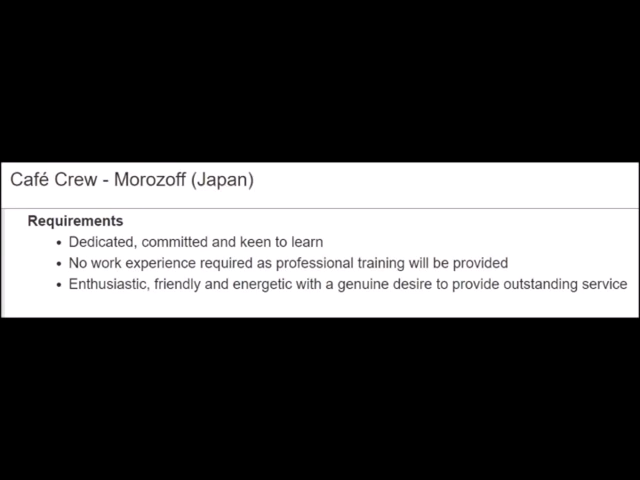 Café Crew - Morozoff (Japan)
Requirements
• Dedicated, committed and keen to learn
• No work experience required as professional training will be provided
• Enthusiastic, friendly and energetic with a genuine desire to provide outstanding service